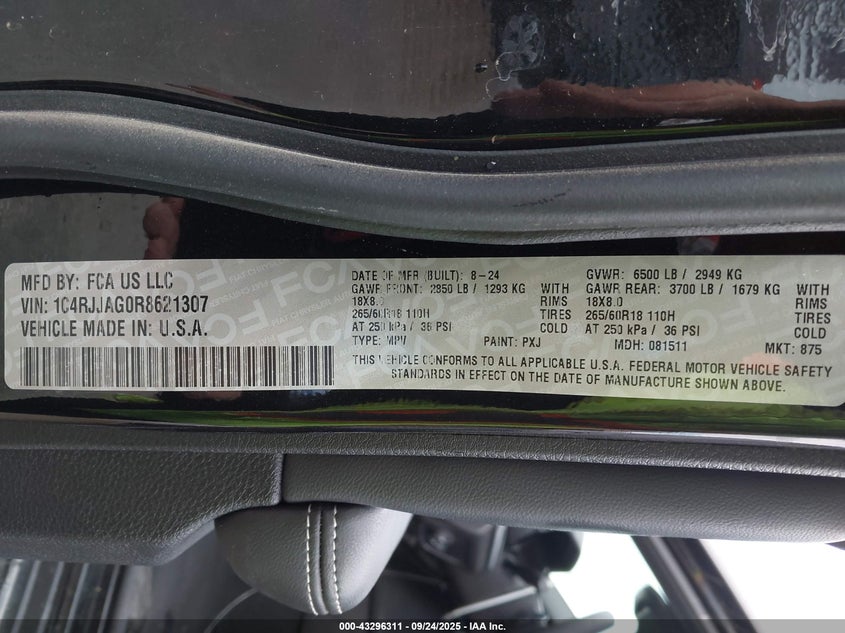 MFD BY: FCA US LLC
VIN: 1C4RJJAG0R8621307
VEHICLE MADE IN: U.S.A.
DATE OF MFR (BUILT): 8-24
GAWF FRONT: 2850 LB / 1293 KG WITH
18X8.0 RIMS
265/60R18 110H TIRES
AT 250 kPa / 36 PSI COLD
TYPE: MPV PAINT: PXJ
GVWR: 6500 LB / 2949 KG
GAWR REAR: 3700 LB / 1679 KG WITH
18X8.0 RIMS
265/60R18 110H TIRES
AT 250 kPa / 36 PSI COLD
MDH: 081511 MKT: 875
THIS VEHICLE CONFORMS TO ALL APPLICABLE U.S.A. FEDERAL MOTOR VEHICLE SAFETY
STANDARDS IN EFFECT ON THE DATE OF MANUFACTURE SHOWN ABOVE.
000-43296311 - 09/24/2025 - IAA Inc.